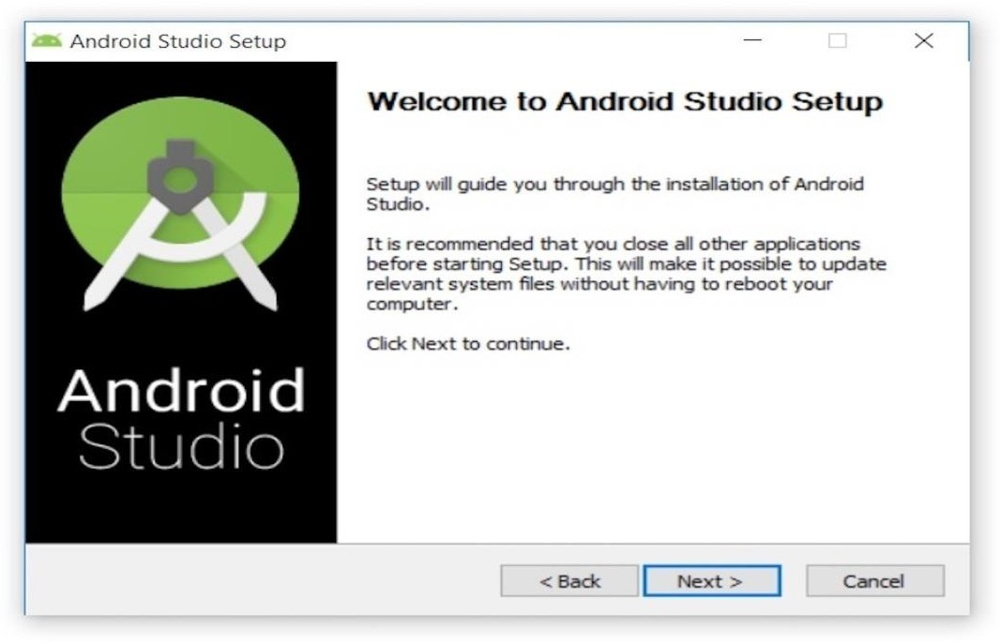 Android Studio Setup
Welcome to Android Studio Setup
Setup will guide you through the installation of Android
Studio.
It is recommended that you close all other applications
before starting Setup. This will make it possible to update
relevant system files without having to reboot your
computer.
Click Next to continue.
Android
Studio
< Back
Next >
Cancel